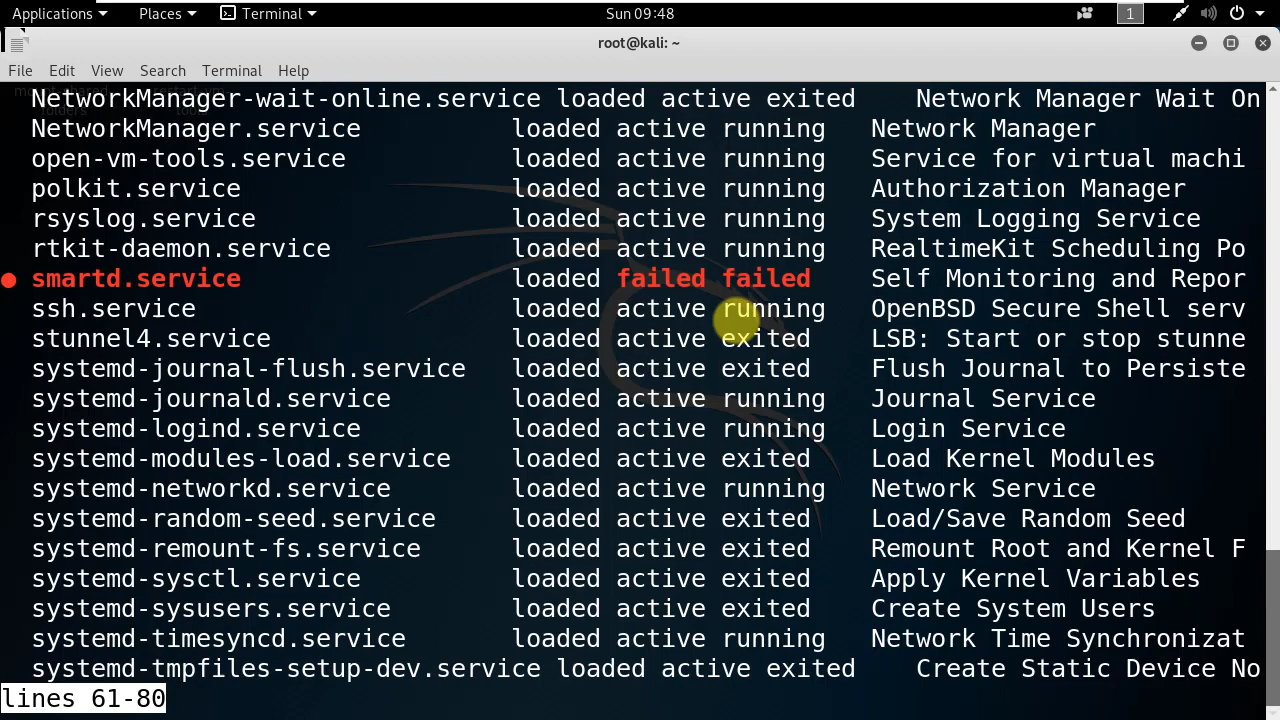 Applications Places Terminal Sun 09:48 1
root@kali: ~
File Edit View Search Terminal Help
NetworkManager-wait-online.service loaded active exited Network Manager Wait On
NetworkManager.service loaded active running Network Manager
open-vm-tools.service loaded active running Service for virtual machi
polkit.service loaded active running Authorization Manager
rsyslog.service loaded active running System Logging Service
rtkit-daemon.service loaded active running RealtimeKit Scheduling Po
● smartd.service loaded failed failed Self Monitoring and Repor
ssh.service loaded active running OpenBSD Secure Shell serv
stunnel4.service loaded active exited LSB: Start or stop stunne
systemd-journal-flush.service loaded active exited Flush Journal to Persiste
systemd-journald.service loaded active running Journal Service
systemd-logind.service loaded active running Login Service
systemd-modules-load.service loaded active exited Load Kernel Modules
systemd-networkd.service loaded active running Network Service
systemd-random-seed.service loaded active exited Load/Save Random Seed
systemd-remount-fs.service loaded active exited Remount Root and Kernel F
systemd-sysctl.service loaded active exited Apply Kernel Variables
systemd-sysusers.service loaded active exited Create System Users
systemd-timesyncd.service loaded active running Network Time Synchronizat
systemd-tmpfiles-setup-dev.service loaded active exited Create Static Device No
lines 61-80